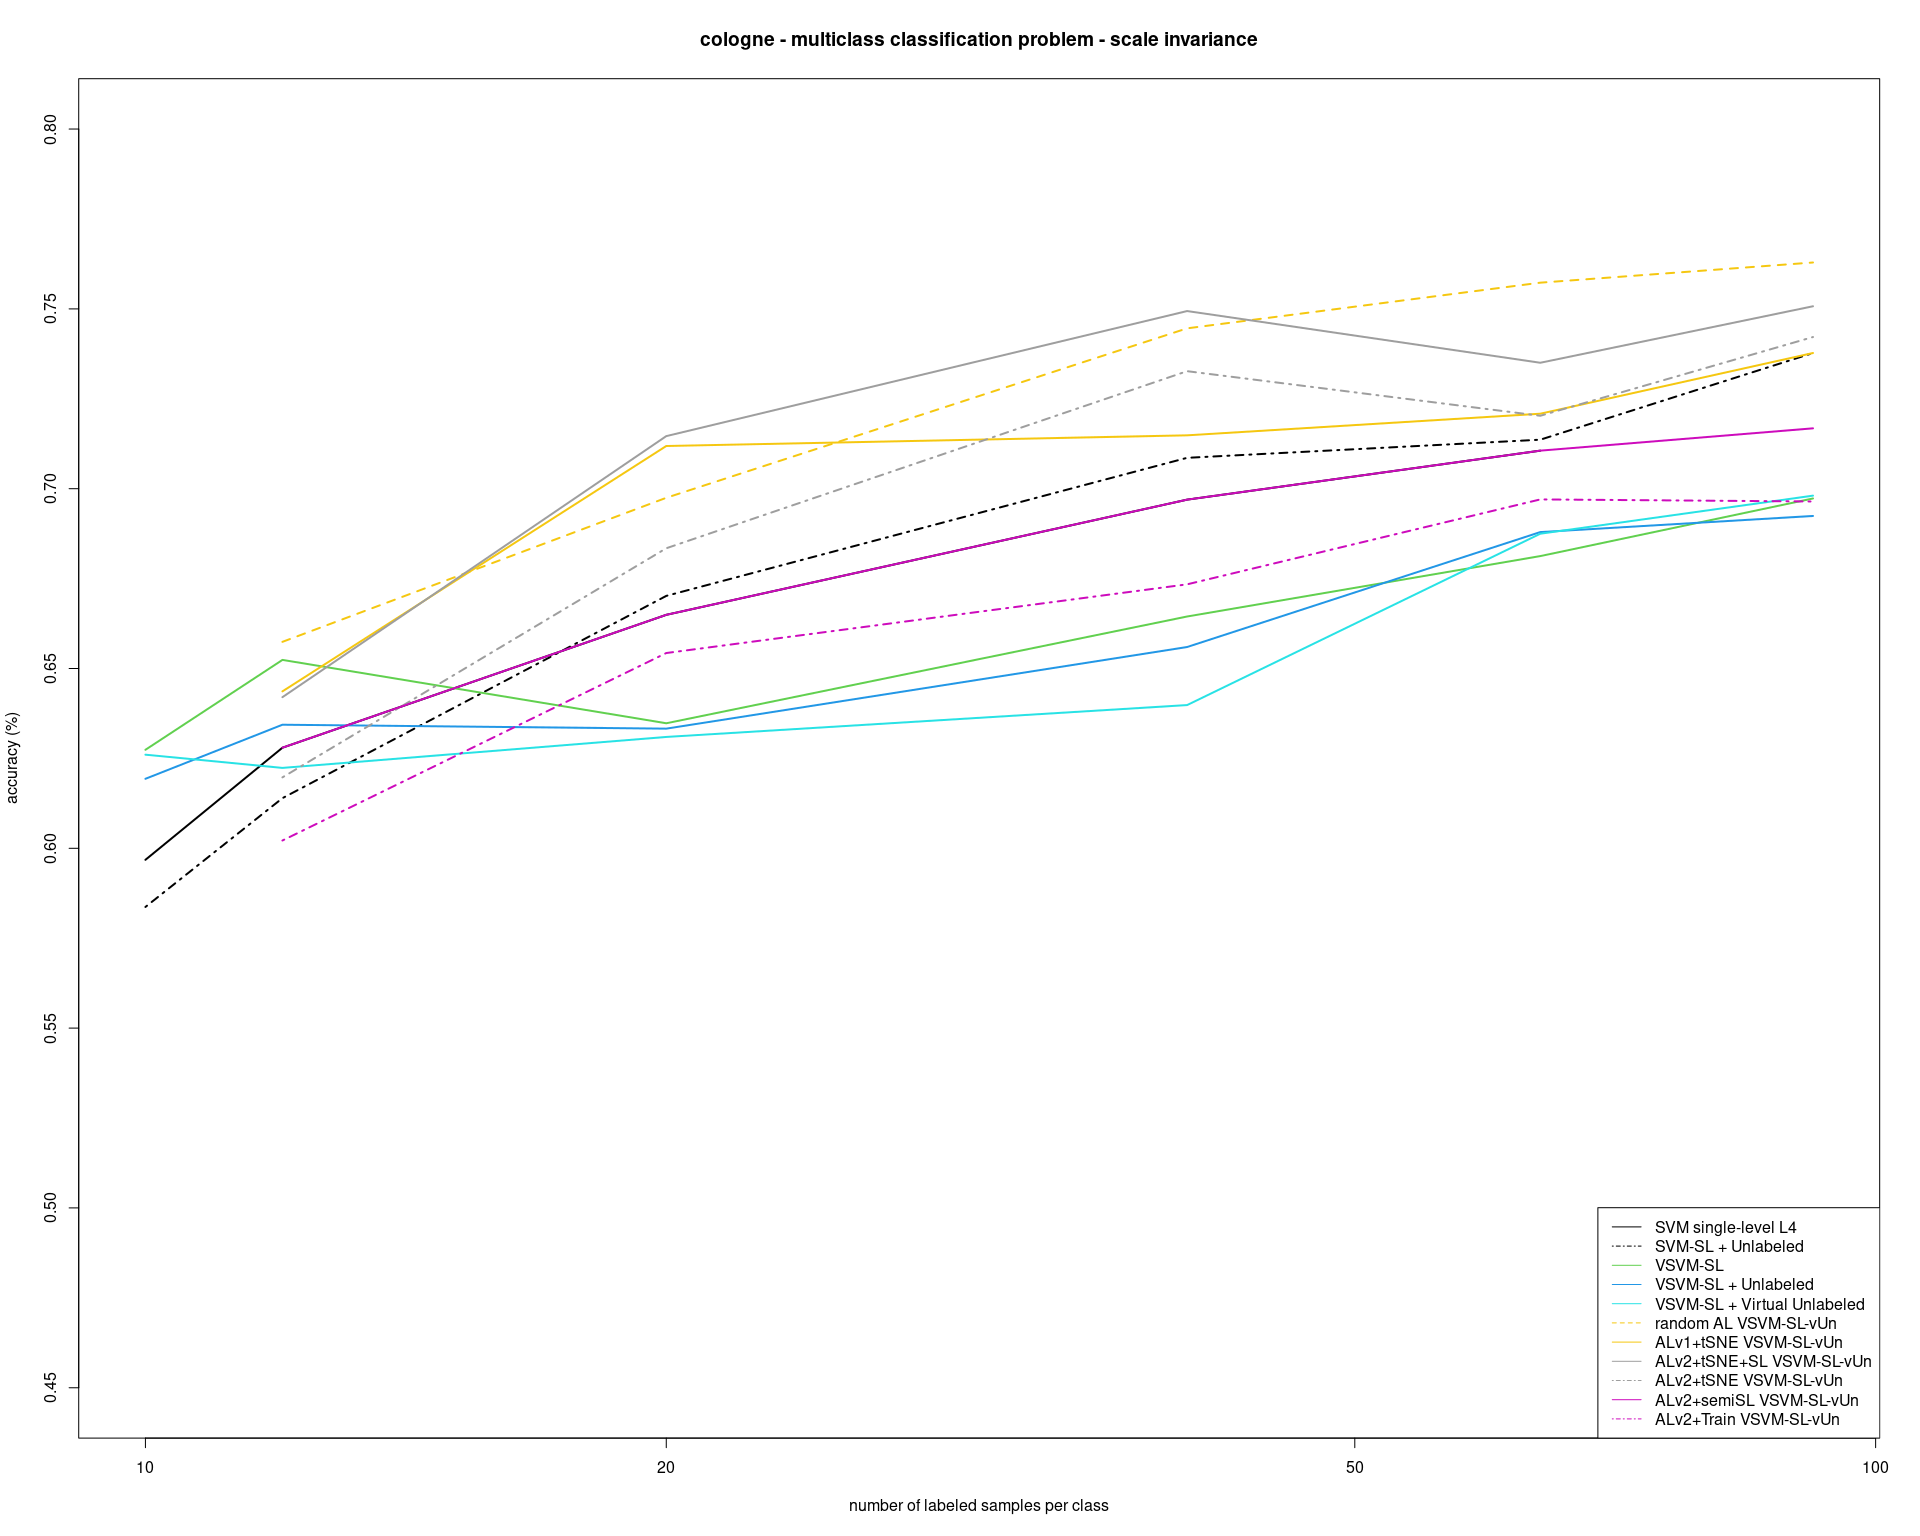 cologne - multiclass classification problem - scale invariance
0.80
0.75
0.70
0.65
0.60
0.55
0.50
0.45
accuracy (%)
10
20
50
100
number of labeled samples per class
SVM single-level L4
SVM-SL + Unlabeled
VSVM-SL
VSVM-SL + Unlabeled
VSVM-SL + Virtual Unlabeled
random AL VSVM-SL-vUn
ALv1+tSNE VSVM-SL-vUn
ALv2+tSNE+SL VSVM-SL-vUn
ALv2+tSNE VSVM-SL-vUn
ALv2+semiSL VSVM-SL-vUn
ALv2+Train VSVM-SL-vUn